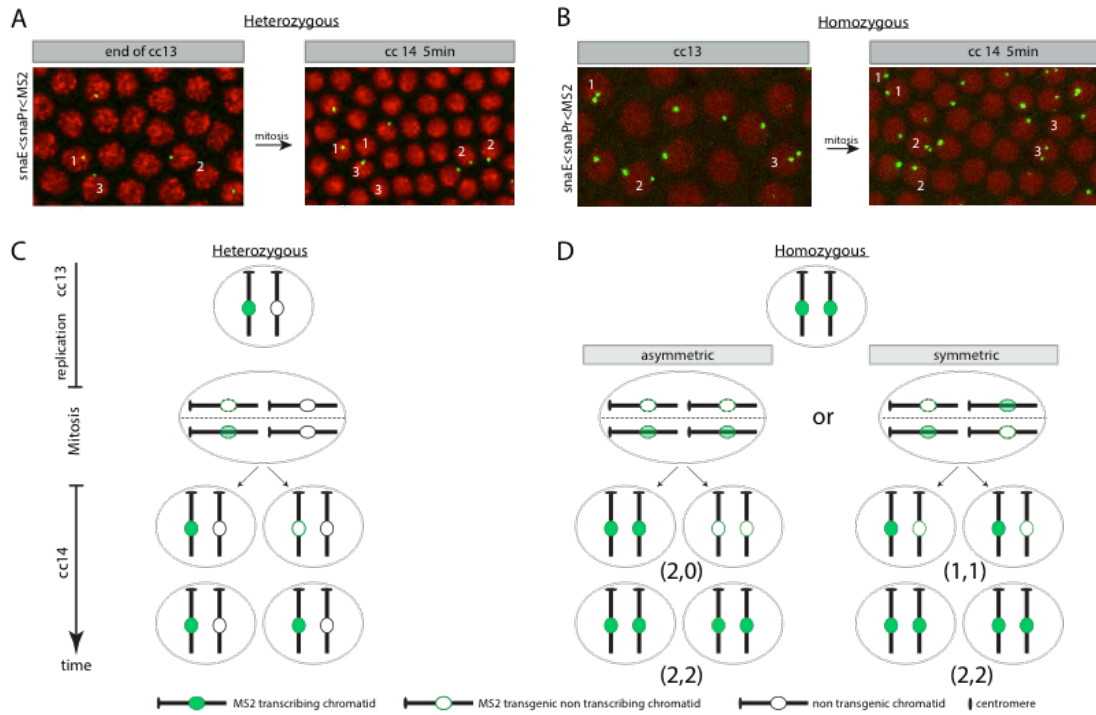 A
Heterozygous
end of cc13
cc 14 5min
snaE<snaPr<MS2
mitosis
1
2
3
1
1
2
2
3
3
B
Homozygous
cc13
cc 14 5min
snaE<snaPr<MS2
mitosis
1
2
3
1
1
2
2
3
3
C
Heterozygous
cc13
replication
Mitosis
cc14
time
D
Homozygous
asymmetric
symmetric
or
(2,0)
(1,1)
(2,2)
(2,2)
MS2 transcribing chromatid
MS2 transgenic non transcribing chromatid
non transgenic chromatid
centromere